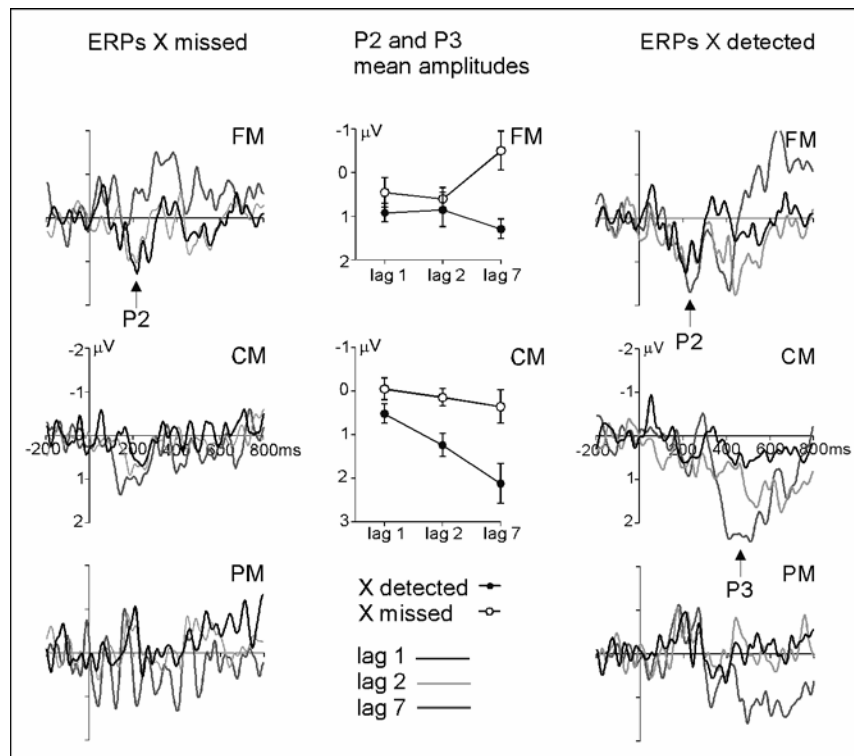 ERPs X missed
P2 and P3
mean amplitudes
ERPs X detected
FM
P2
-1
µV
FM
0
1
2
lag 1 lag 2 lag 7
FM
P2
-2
µV
CM
-1
-200
200
400
600
800ms
1
2
-1
µV
CM
0
1
2
3
lag 1 lag 2 lag 7
CM
-2
µV
-1
-200
200
400
600
800ms
1
2
P3
PM
X detected
X missed
lag 1
lag 2
lag 7
PM